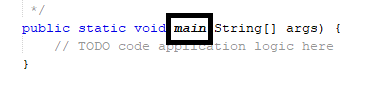 */
public static void main String[] args) {
// TODO code application logic here
}